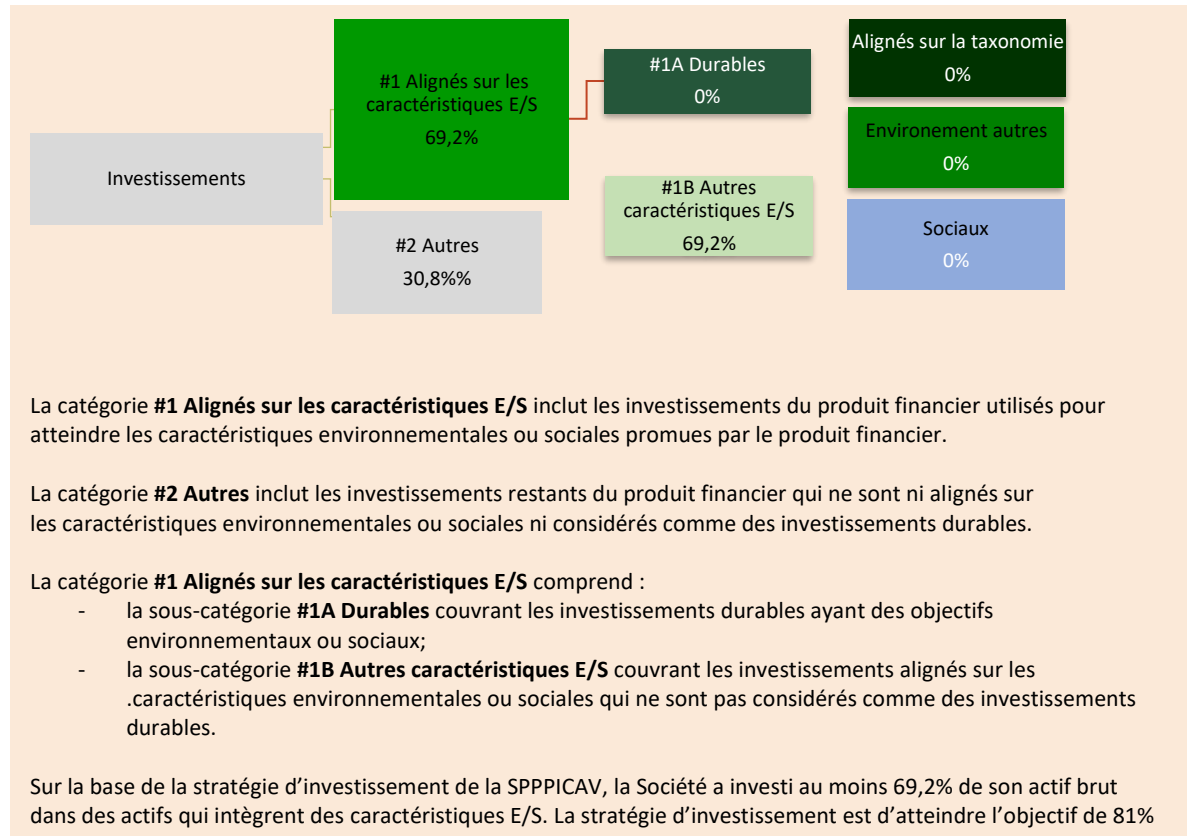 Investissements
#1 Alignés sur les
caractéristiques E/S
69,2%
#2 Autres
30,8%%
#1A Durables
0%
#1B Autres
caractéristiques E/S
69,2%
Alignés sur la taxonomie
0%
Environement autres
0%
Sociaux
0%
La catégorie #1 Alignés sur les caractéristiques E/S inclut les investissements du produit financier utilisés pour
atteindre les caractéristiques environnementales ou sociales promues par le produit financier.
La catégorie #2 Autres inclut les investissements restants du produit financier qui ne sont ni alignés sur
les caractéristiques environnementales ou sociales ni considérés comme des investissements durables.
La catégorie #1 Alignés sur les caractéristiques E/S comprend :
- la sous-catégorie #1A Durables couvrant les investissements durables ayant des objectifs
environnementaux ou sociaux;
- la sous-catégorie #1B Autres caractéristiques E/S couvrant les investissements alignés sur les
.caractéristiques environnementales ou sociales qui ne sont pas considérés comme des investissements
durables.
Sur la base de la stratégie d’investissement de la SPPPICAV, la Société a investi au moins 69,2% de son actif brut
dans des actifs qui intègrent des caractéristiques E/S. La stratégie d’investissement est d’atteindre l’objectif de 81%